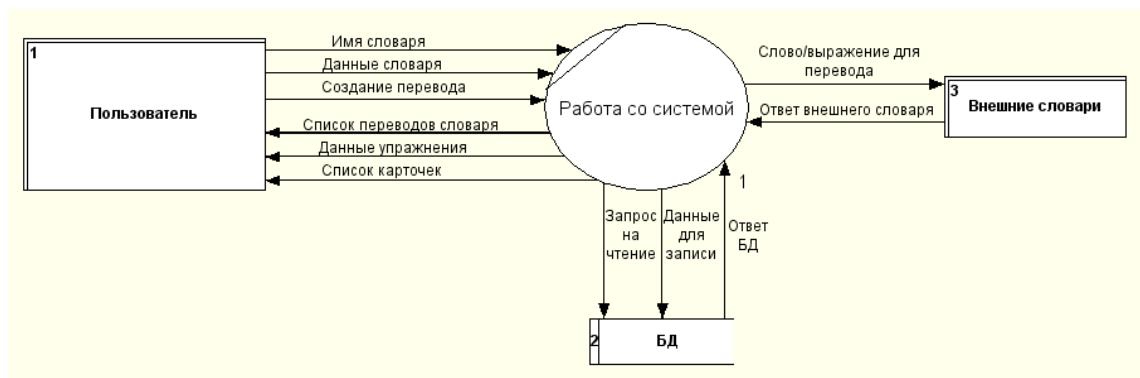 1
Пользователь
Имя словаря
Данные словаря
Создание перевода
Список переводов словаря
Данные упражнения
Список карточек
Работа со системой
Слово/выражение для
перевода
Ответ внешнего словаря
3
Внешние словари
1
Запрос
на
чтение
Данные
для
записи
Ответ
БД
2
БД